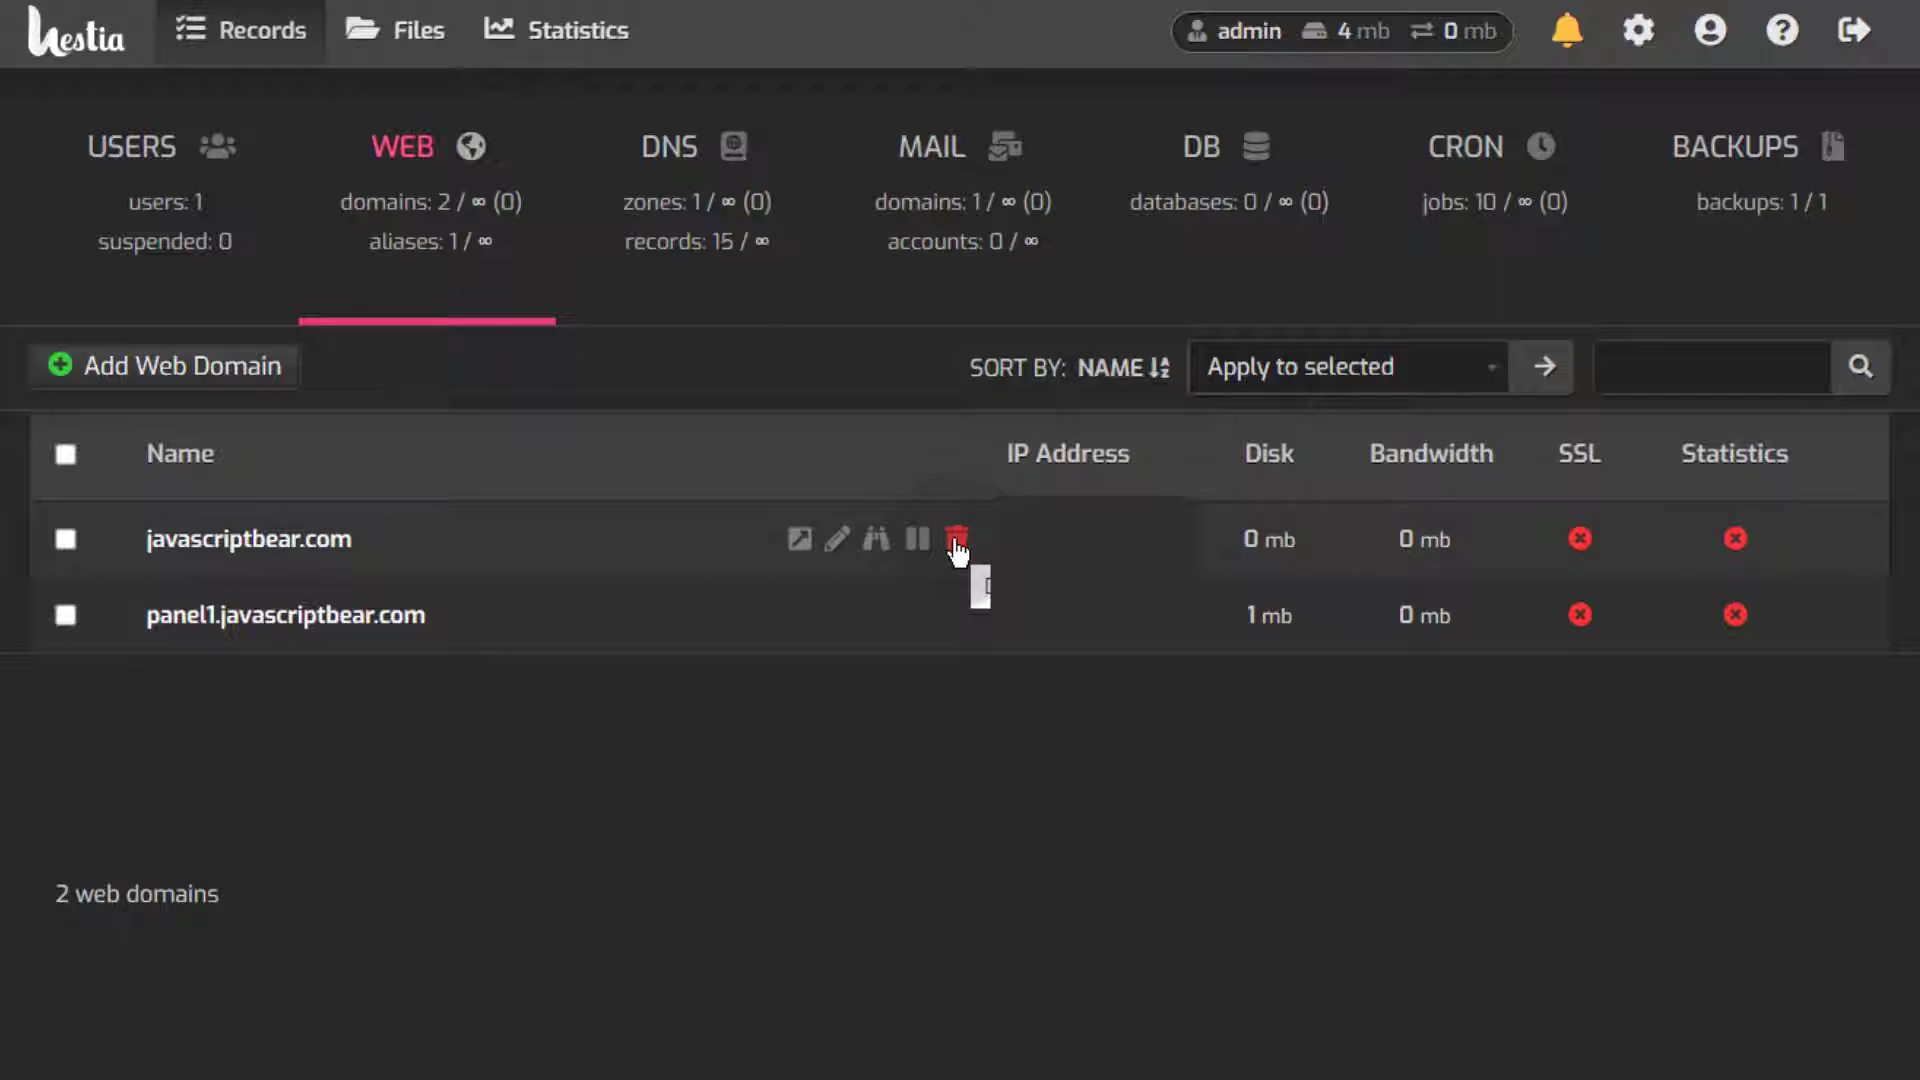 hestia
Records
Files
Statistics
admin 4 mb 0 mb
USERS
users: 1
suspended: 0
WEB
domains: 2 / ∞ (0)
aliases: 1 / ∞
DNS
zones: 1 / ∞ (0)
records: 15 / ∞
MAIL
domains: 1 / ∞ (0)
accounts: 0 / ∞
DB
databases: 0 / ∞ (0)
CRON
jobs: 10 / ∞ (0)
BACKUPS
backups: 1 / 1
Add Web Domain
SORT BY: NAME
Apply to selected
Name IP Address Disk Bandwidth SSL Statistics
javascriptbear.com 0 mb 0 mb
panel1.javascriptbear.com 1 mb 0 mb
2 web domains